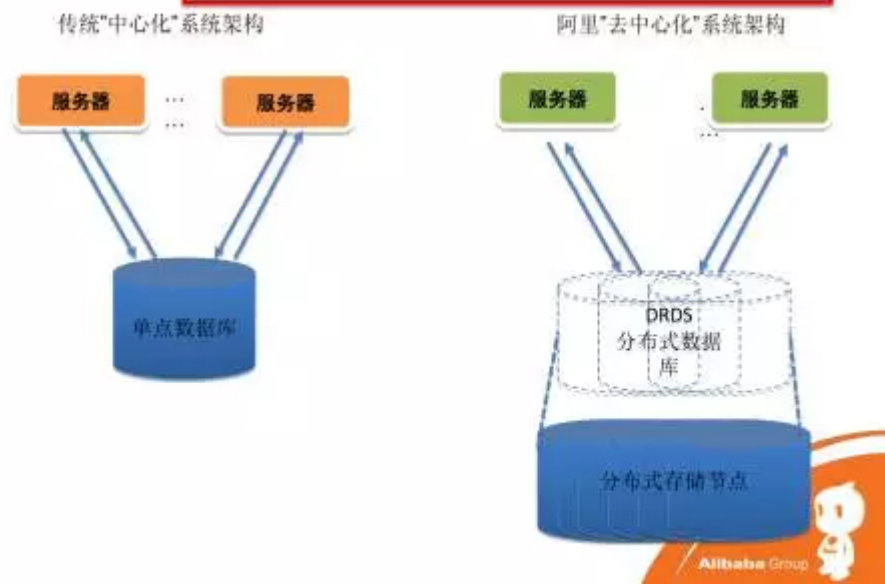 传统"中心化"系统架构
阿里"去中心化"系统架构
服务器
...
...
服务器
服务器
...
服务器
单点数据库
DRDS
分布式数据
库
分布式存储节点
Alibaba Group